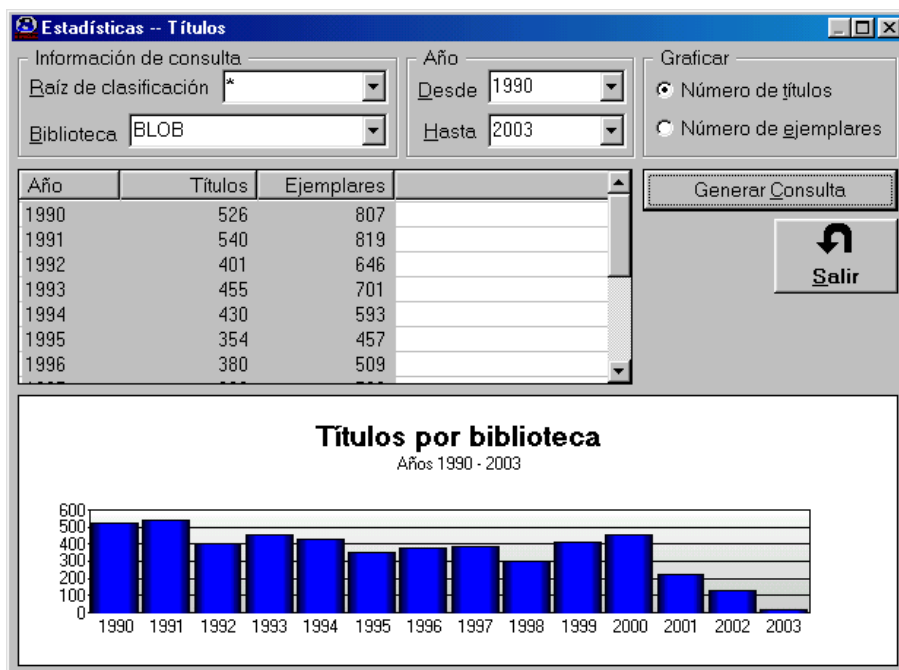 Estadísticas -- Títulos
Información de consulta
Raíz de clasificación *
Biblioteca BLOB
Año
Desde 1990
Hasta 2003
Graficar
Número de títulos
Número de ejemplares
Año Títulos Ejemplares
1990 526 807
1991 540 819
1992 401 646
1993 455 701
1994 430 593
1995 354 457
1996 380 509
Generar Consulta
Salir
Títulos por biblioteca
Años 1990 - 2003
600
500
400
300
200
100
0
1990 1991 1992 1993 1994 1995 1996 1997 1998 1999 2000 2001 2002 2003